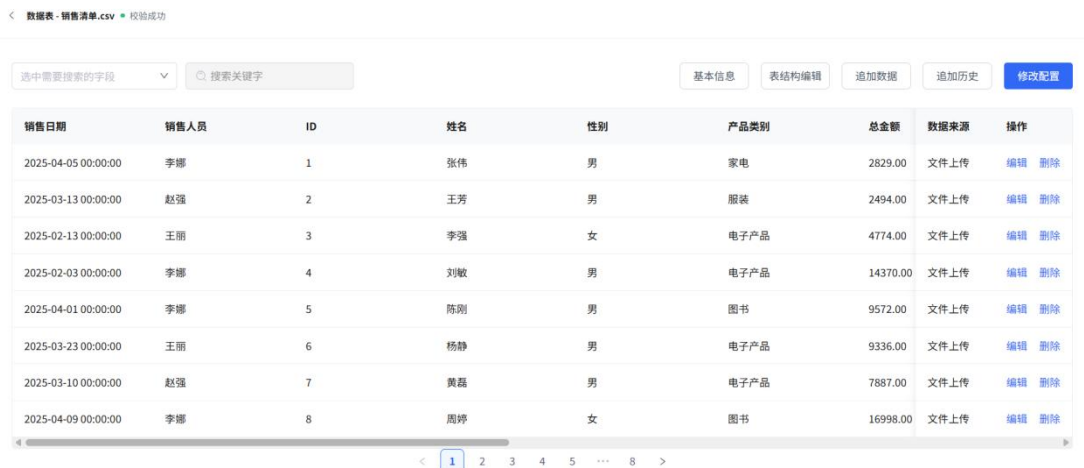 数据表 - 销售清单.csv 校验成功
选中需要搜索的字段 搜索关键字 基本信息 表结构编辑 追加数据 追加历史 修改配置
销售日期 销售人员 ID 姓名 性别 产品类别 总金额 数据来源 操作
2025-04-05 00:00:00 李娜 1 张伟 男 家电 2829.00 文件上传 编辑 删除
2025-03-13 00:00:00 赵强 2 王芳 男 服装 2494.00 文件上传 编辑 删除
2025-02-13 00:00:00 王丽 3 李强 女 电子产品 4774.00 文件上传 编辑 删除
2025-02-03 00:00:00 李娜 4 刘敏 男 电子产品 14370.00 文件上传 编辑 删除
2025-04-01 00:00:00 李娜 5 陈刚 男 图书 9572.00 文件上传 编辑 删除
2025-03-23 00:00:00 王丽 6 杨静 男 电子产品 9336.00 文件上传 编辑 删除
2025-03-10 00:00:00 赵强 7 黄磊 男 电子产品 7887.00 文件上传 编辑 删除
2025-04-09 00:00:00 李娜 8 周婷 女 图书 16998.00 文件上传 编辑 删除
< 1 2 3 4 5 ··· 8 >